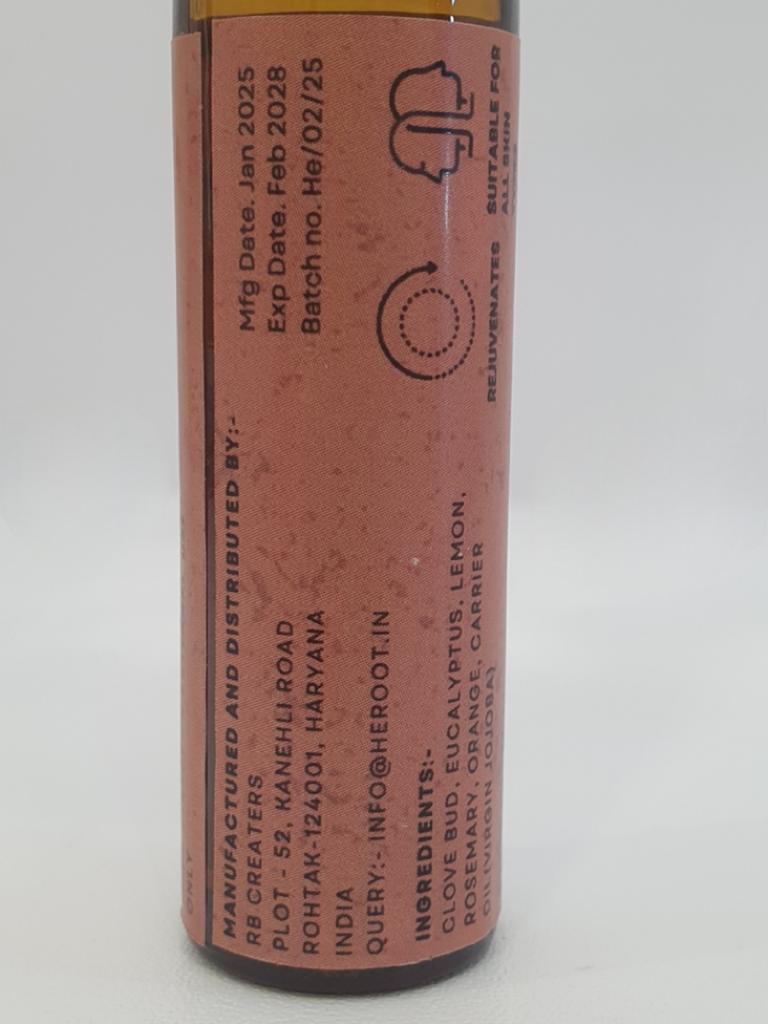 ONLY
MANUFACTURED AND DISTRIBUTED BY:-
RB CREATERS
PLOT - 52, KANEHLI ROAD
ROHTAK-124001, HARYANA
INDIA
QUERY:- INFO@HEROOT.IN
Mfg Date. Jan 2025
Exp Date. Feb 2028
Batch no. He/02/25
INGREDIENTS:-
CLOVE BUD, EUCALYPTUS, LEMON,
ROSEMARY, ORANGE, CARRIER
OIL(VIRGIN JOJOBA)
REJUVENATES
SUITABLE FOR
ALL SKIN